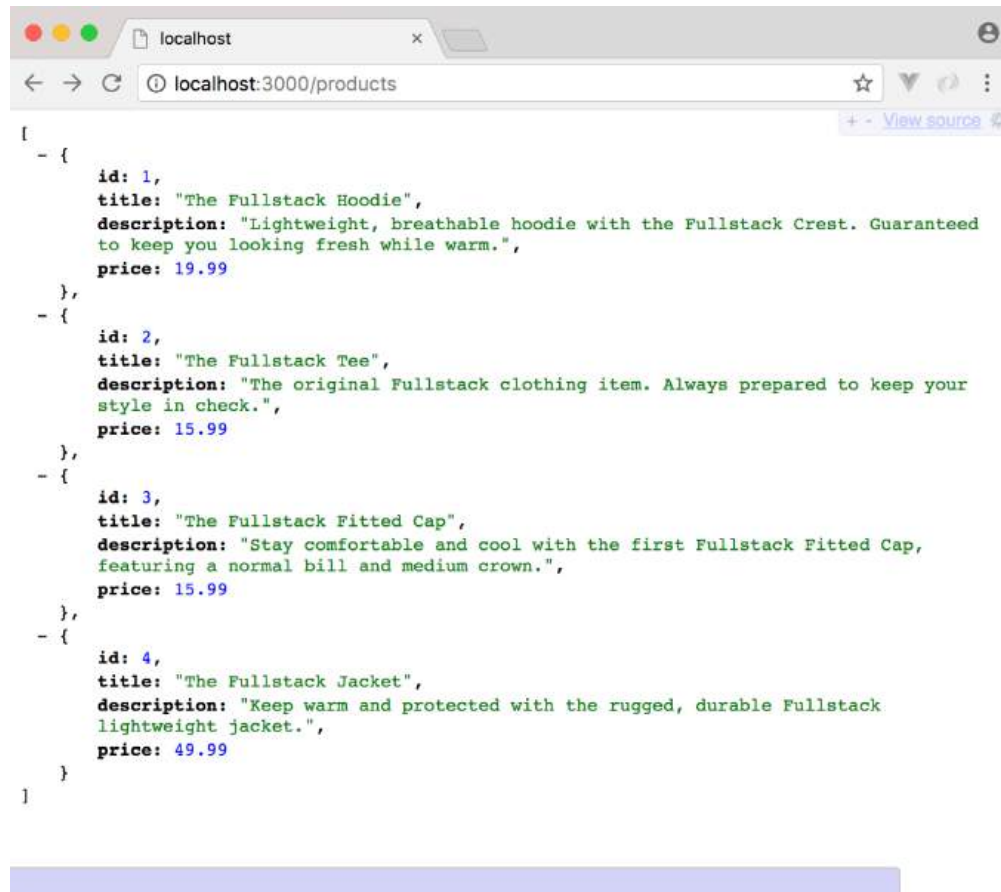 localhost
localhost:3000/products
+ - View source
[
- {
id: 1,
title: "The Fullstack Hoodie",
description: "Lightweight, breathable hoodie with the Fullstack Crest. Guaranteed
to keep you looking fresh while warm.",
price: 19.99
},
- {
id: 2,
title: "The Fullstack Tee",
description: "The original Fullstack clothing item. Always prepared to keep your
style in check.",
price: 15.99
},
- {
id: 3,
title: "The Fullstack Fitted Cap",
description: "Stay comfortable and cool with the first Fullstack Fitted Cap,
featuring a normal bill and medium crown.",
price: 15.99
},
- {
id: 4,
title: "The Fullstack Jacket",
description: "Keep warm and protected with the rugged, durable Fullstack
lightweight jacket.",
price: 49.99
}
]